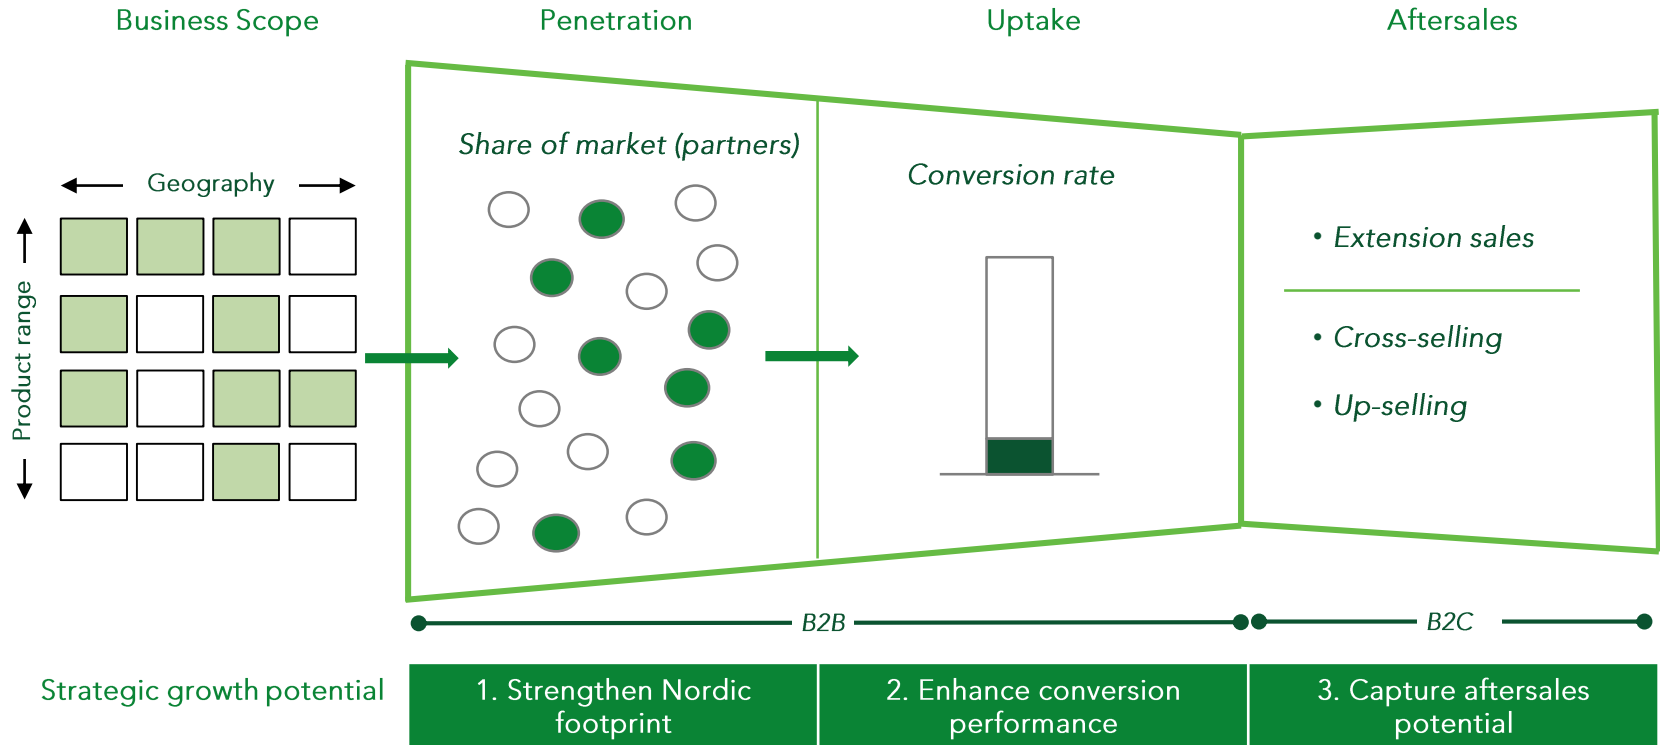 Business Scope
Penetration
Uptake
Aftersales
Share of market (partners)
Conversion rate
Geography
Product range
• Extension sales
• Cross-selling
• Up-selling
B2B
B2C
Strategic growth potential
1. Strengthen Nordic
footprint
2. Enhance conversion
performance
3. Capture aftersales
potential